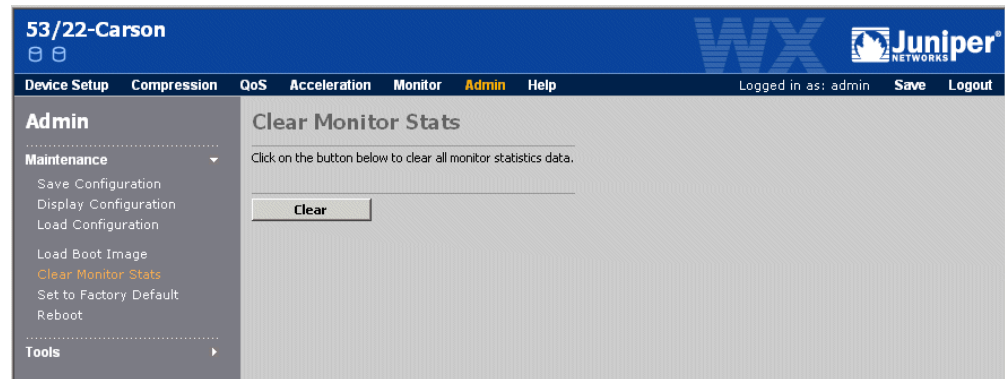 53/22-Carson
WX
Juniper®
NETWORKS
Device Setup Compression QoS Acceleration Monitor Admin Help Logged in as: admin Save Logout
Admin
Maintenance
Save Configuration
Display Configuration
Load Configuration
Load Boot Image
Clear Monitor Stats
Set to Factory Default
Reboot
Tools
Clear Monitor Stats
Click on the button below to clear all monitor statistics data.
Clear